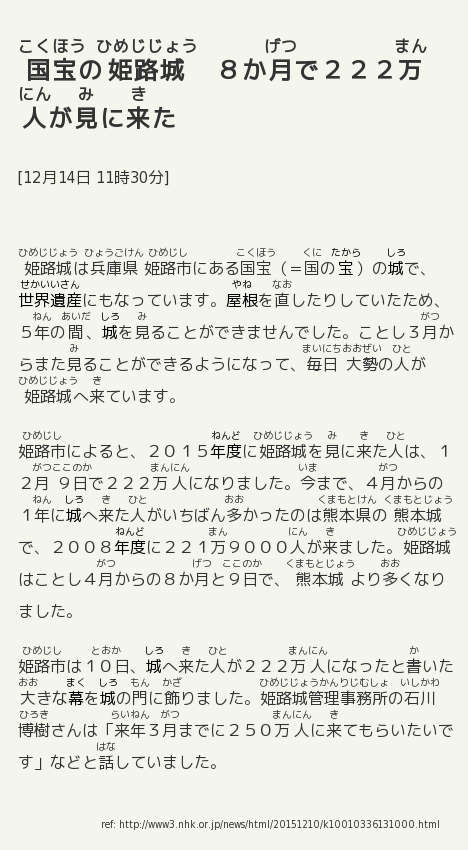 こくほう ひめじじょう げつ まん
国宝の姫路城 ８か月で２２２万
にん み き
人が見に来た
[12月14日 11時30分]
ひめじじょう ひょうごけん ひめじし こくほう くに たから しろ
姫路城は兵庫県 姫路市にある国宝（＝国の宝）の城で、
せかいいさん やね なお
世界遺産にもなっています。屋根を直したりしていたため、
ねん あいだ しろ み がつ
５年の間、城を見ることができませんでした。ことし３月か
み まいにち おおぜい ひと
らまた見ることができるようになって、毎日 大勢の人が
ひめじじょう き
姫路城へ来ています。
ひめじし ねんど ひめじじょう み き ひと
姫路市によると、２０１５年度に姫路城を見に来た人は、１
がつここのか まんにん いま がつ
２月 ９日で２２２万人になりました。今まで、４月からの
ねん しろ き ひと おお くまもとけん くまもとじょう
１年に城へ来た人がいちばん多かったのは熊本県の 熊本城
ねんど まん にん き ひめじじょう
で、２００８年度に２２１万９０００人が来ました。姫路城
がつ げつ ここのか くまもとじょう おお
はことし４月からの８か月と９日で、 熊本城 より多くなり
ました。
ひめじし とおか しろ き ひと まんにん か
姫路市は１０日、城へ来た人が２２２万人になったと書いた
おお まく しろ もん かざ ひめじじょうかんりじむしょ いしかわ
大きな幕を城の門に飾りました。姫路城管理事務所の石川
ひろき らいねん がつ まんにん き
博樹さんは「来年３月までに２５０万人に来てもらいたいで
はな
す」などと話していました。
ref: http://www3.nhk.or.jp/news/html/20151210/k10010336131000.html